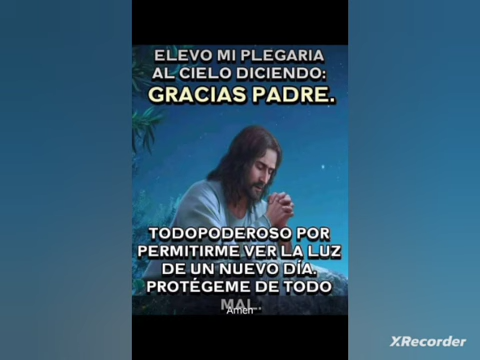 ELEVO MI PLEGARIA
AL CIELO DICIENDO:
GRACIAS PADRE.
TODOPODEROSO POR
PERMITIRME VER LA LUZ
DE UN NUEVO DÍA.
PROTÉGEME DE TODO
MAL.
Amén
XRecorder